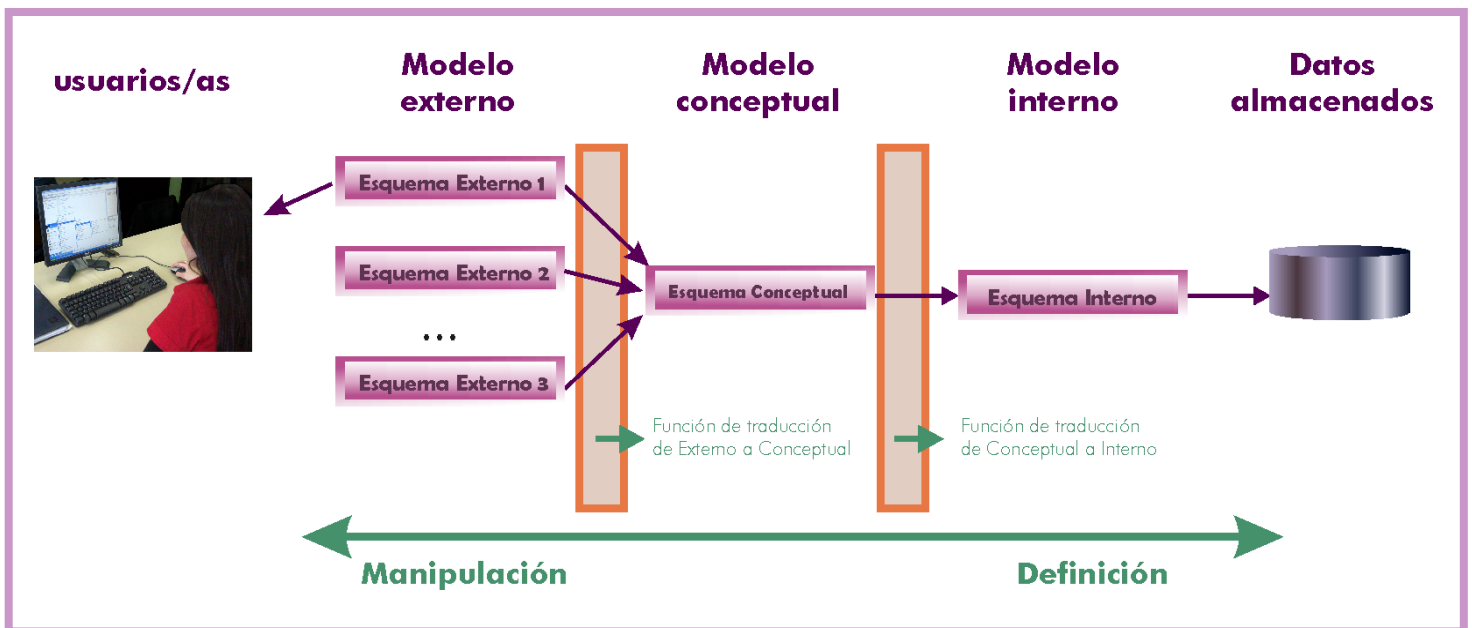 usuarios/as
Modelo
externo
Modelo
conceptual
Modelo
interno
Datos
almacenados
Esquema Externo 1
Esquema Externo 2
...
Esquema Externo 3
Esquema Conceptual
Esquema Interno
Función de traducción
de Externo a Conceptual
Función de traducción
de Conceptual a Interno
Manipulación
Definición